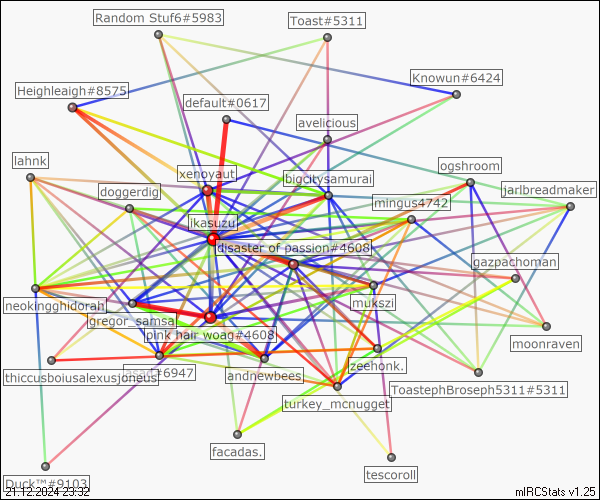 Random Stuf6#5983
Toast#5311
Knowun#6424
Heighleaigh#8575
default#0617
avelicious
lahnk
xenoyaut
bigcitysamurai
ogshroom
doggerdig
jarlbreadmaker
mingus4742
ikasuzu
disaster of passion#4608
gazpachoman
mukszi
neokingghidorah
gregor_samsa
pink hair woag#4608
moonraven
zeehonk.
thiccusboiusalexusjoneus
asac#6947
andnewbees
ToastephBroseph5311#5311
turkey_mcnugget
facadas.
tescoroll
Duck™#9103
21.12.2024 23:32
mIRCStats v1.25